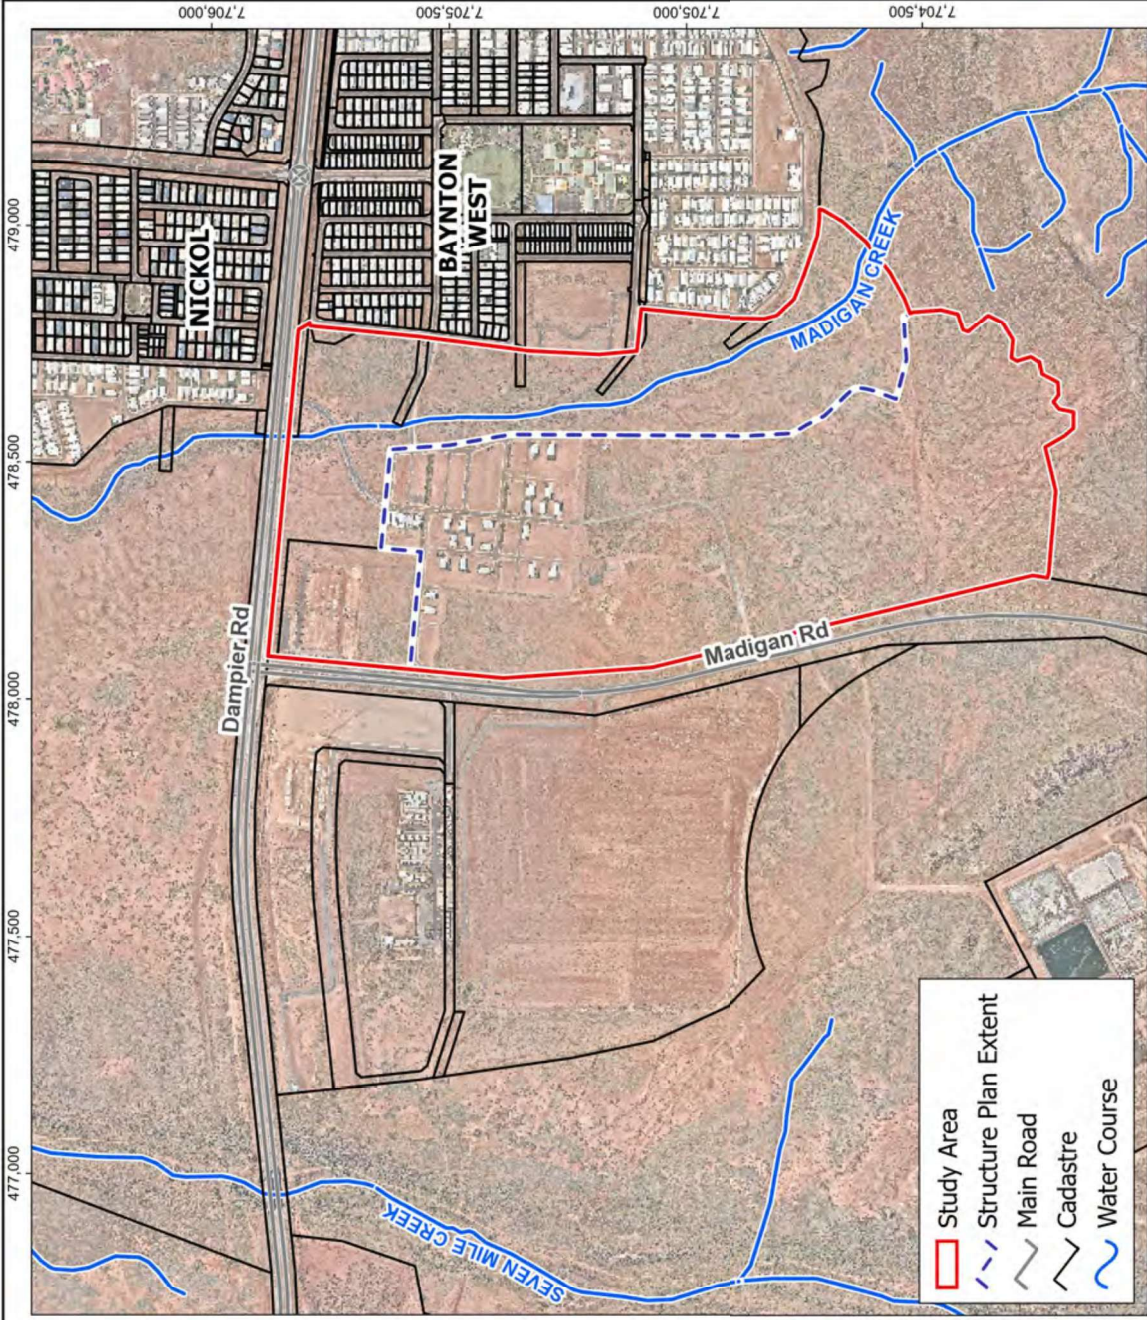 7,706,000
7,705,500
7,705,000
7,704,500
479,000
478,500
478,000
477,500
477,000
NICKOL
BAYNTON
WEST
MADIGAN CREEK
Dampier Rd
Madigan Rd
SEVEN MILE CREEK
Study Area
Structure Plan Extent
Main Road
Cadastre
Water Course